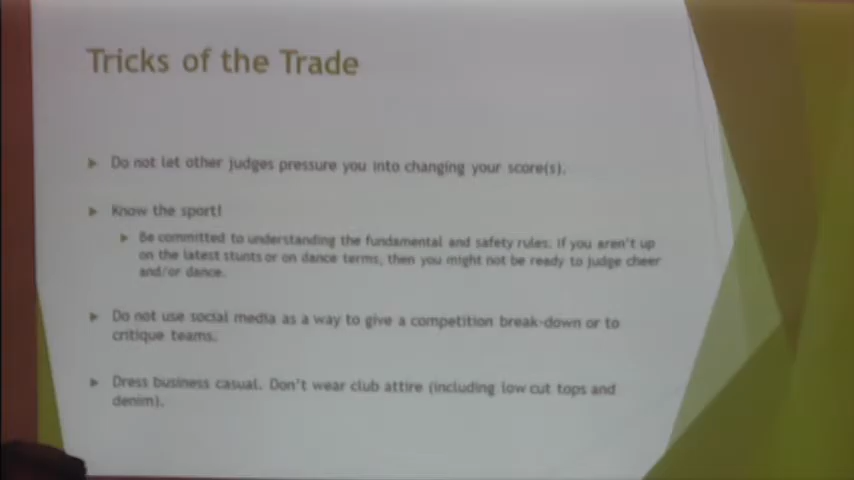 Tricks of the Trade
Do not let other judges pressure you into changing your score(s).
Know the sport!
Be committed to understanding the fundamental and safety rules. If you aren't up
on the latest stunts or on dance terms, then you might not be ready to judge cheer
and/or dance.
Do not use social media as a way to give a competition break-down or to
critique teams.
Dress business casual. Don't wear club attire (including low cut tops and
denim).